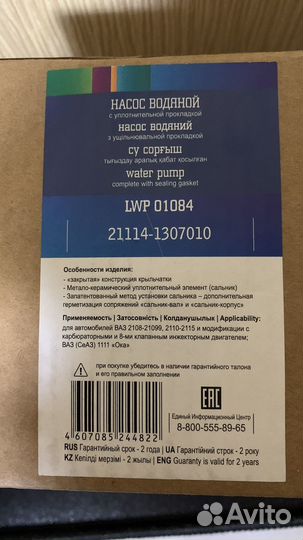 НАСОС ВОДЯНОЙ
с уплотнительной прокладкой
НАСОС ВОДЯНИЙ
з ущільнювальной прокладкой
СУ СОРҒЫШ
тығыздау аралық қабат қосылған
water pump
complete with sealing gasket
LWP 01084
21114-1307010
Особенности изделия:
- «закрытая» конструкция крыльчатки
- Метало-керамический уплотнительный элемент (сальник)
- Запатентованный метод установки сальника – дополнительная
герметизация сопряжений «сальник-вал» и «сальник-корпус»
Применяемость | Затосовність | Колданушылык | Applicability:
для автомобилей ВАЗ 2108-21099, 2110-2115 и модификации с
карбюраторными и 8-ми клапанным инжекторным двигателем;
ВАЗ (СеАЗ) 1111 «Ока»
при покупке убедитесь в наличии гарантийного талона
и его правильном заполнении
EAC
Единый Информационный Центр
8-800-555-89-65
4 607085 244822
RUS Гарантийный срок - 2 года | UA Гарантійний строк - 2 року
KZ Кепілді мерзімі - 2 жылы | ENG Guaranty is valid for 2 years
Avito